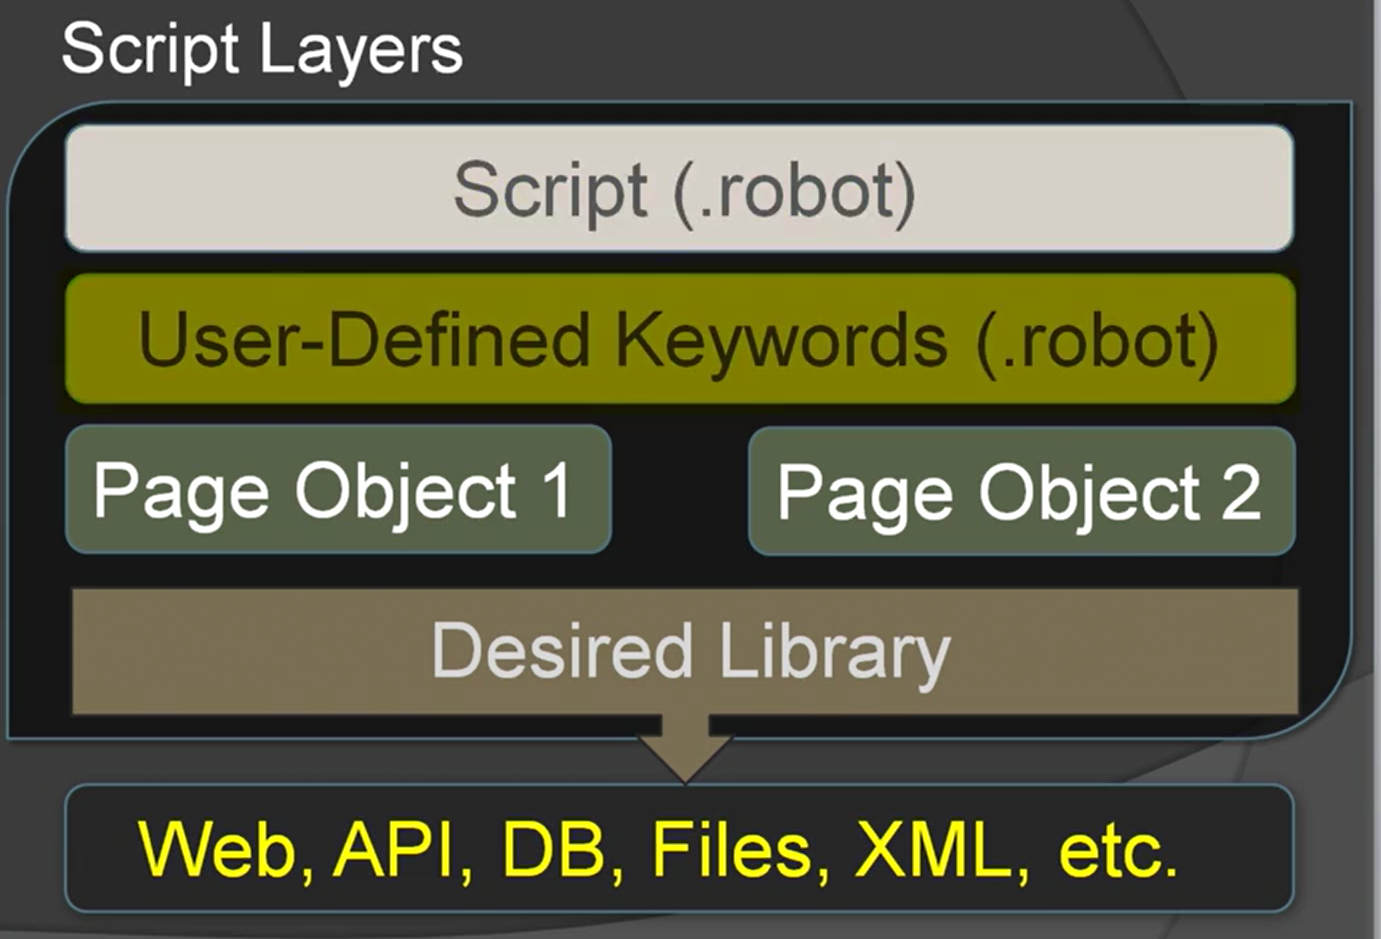 Script Layers
Script (.robot)
User-Defined Keywords (.robot)
Page Object 1
Page Object 2
Desired Library
Web, API, DB, Files, XML, etc.